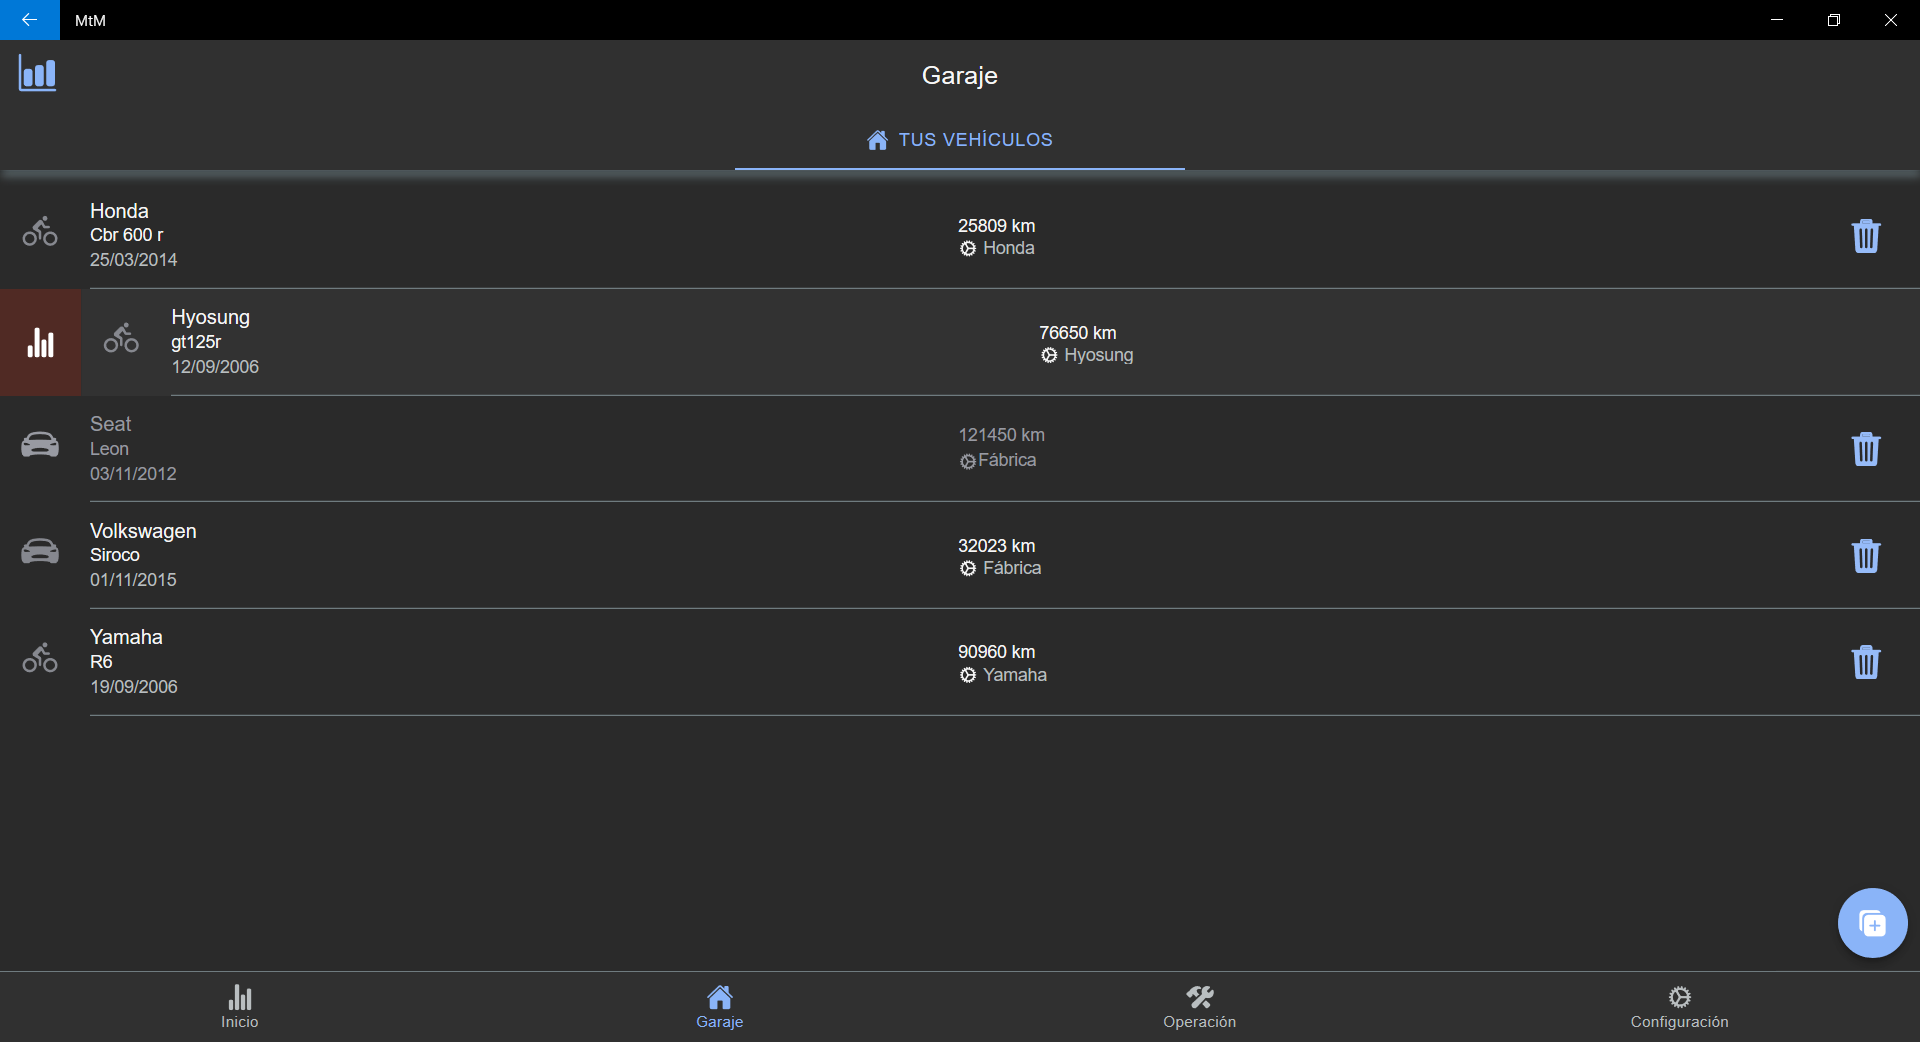 MtM
Garaje
TUS VEHÍCULOS
Honda
Cbr 600 r
25/03/2014
25809 km
Honda
Hyosung
gt125r
12/09/2006
76650 km
Hyosung
Seat
Leon
03/11/2012
121450 km
Fábrica
Volkswagen
Siroco
01/11/2015
32023 km
Fábrica
Yamaha
R6
19/09/2006
90960 km
Yamaha
Inicio
Garaje
Operación
Configuración